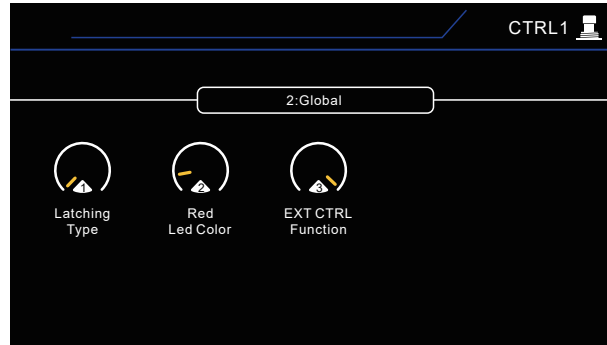 CTRL1
2:Global
1
2
3
Latching
Type
Red
Led Color
EXT CTRL
Function